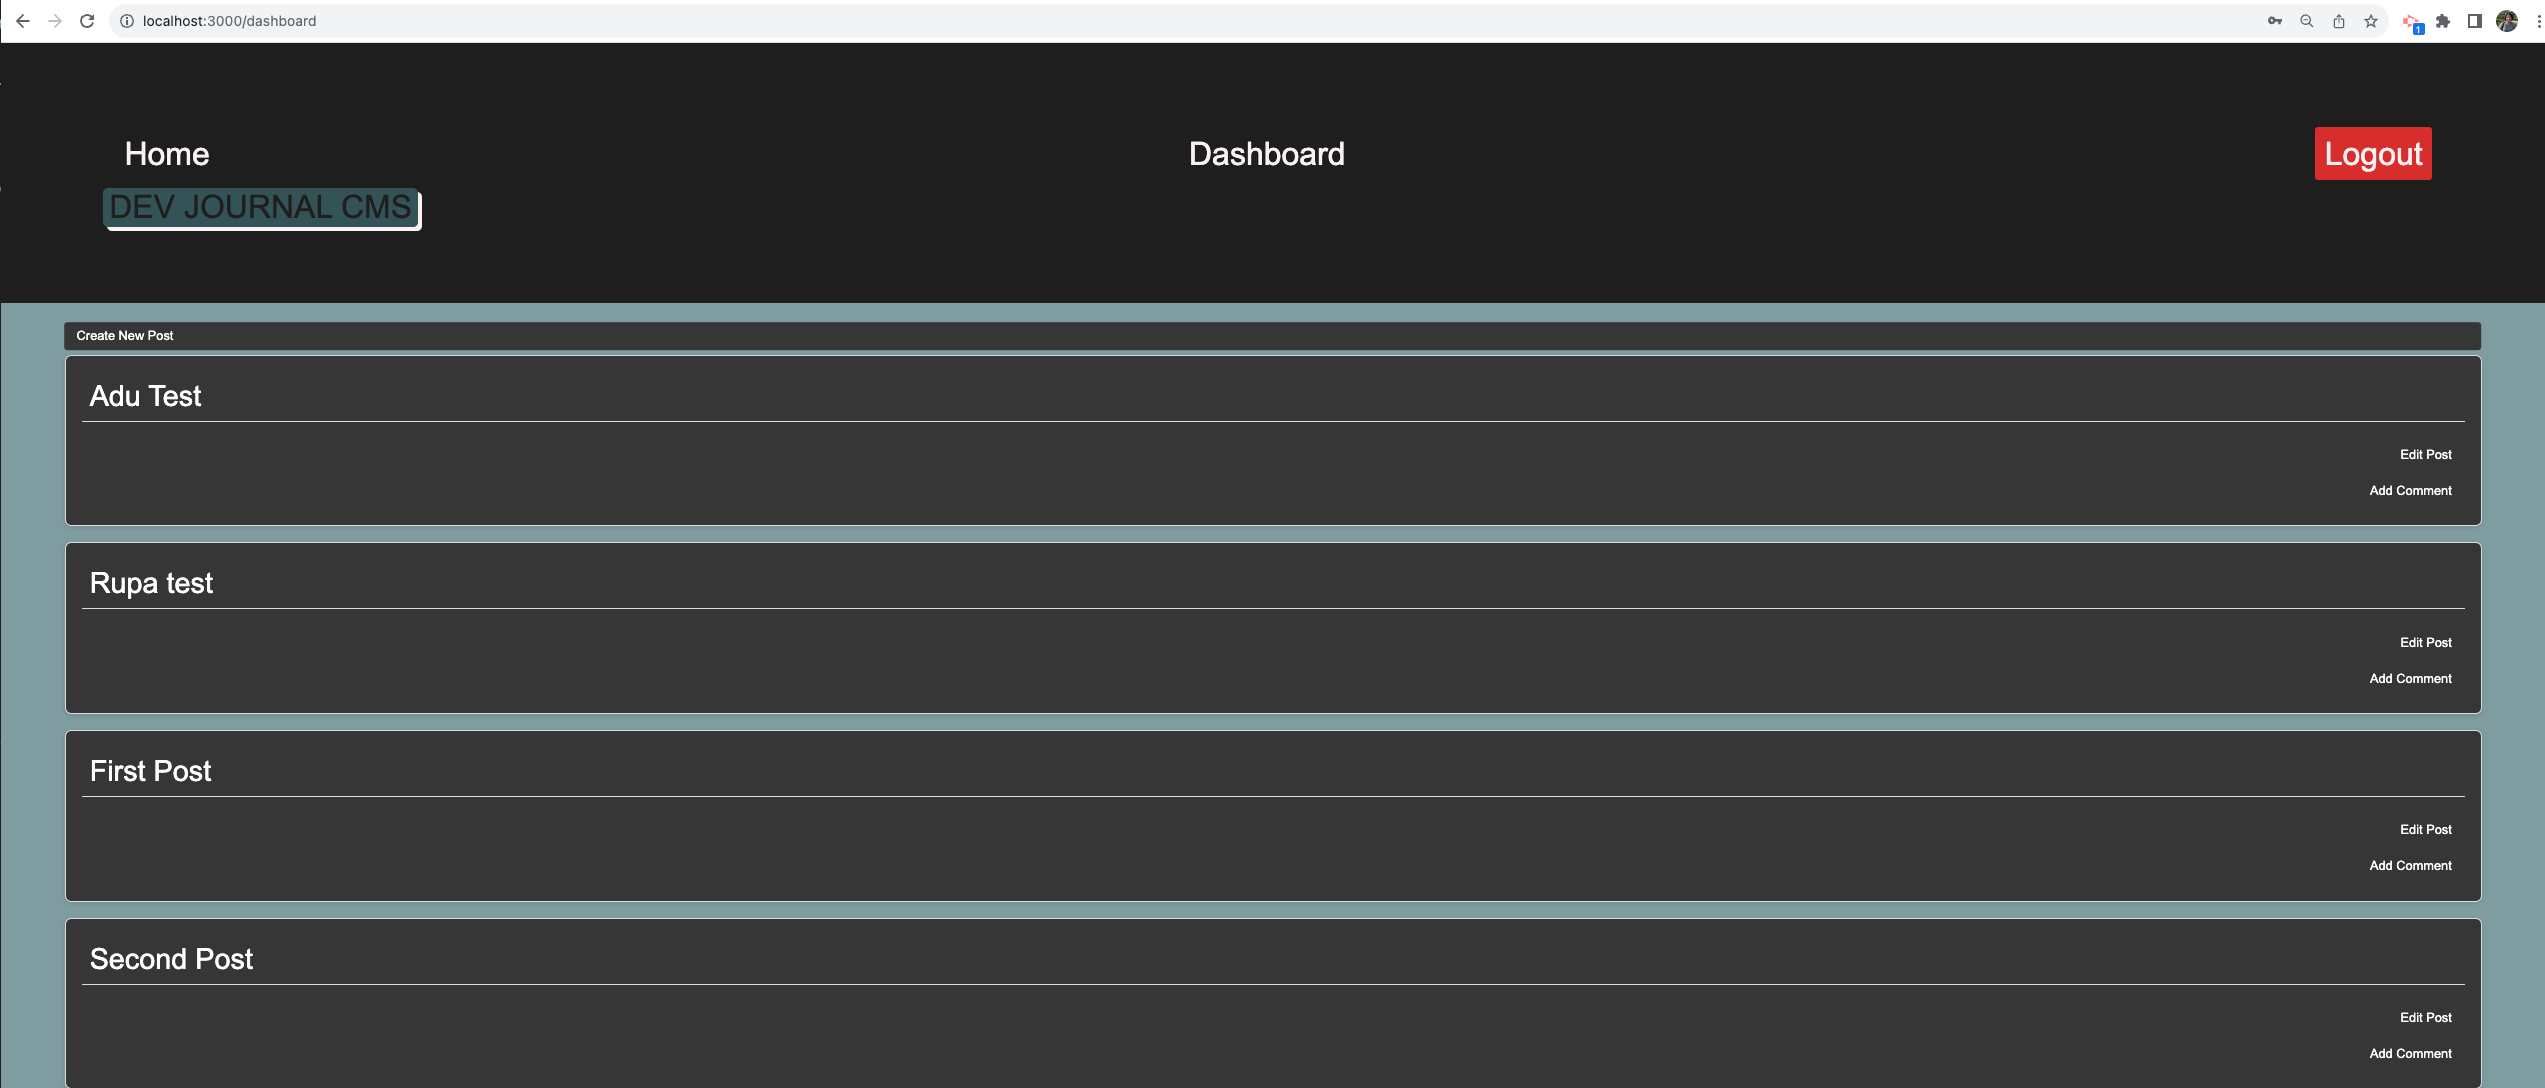 localhost:3000/dashboard
1
Home Dashboard Logout
DEV JOURNAL CMS
Create New Post
Adu Test
Edit Post
Add Comment
Rupa test
Edit Post
Add Comment
First Post
Edit Post
Add Comment
Second Post
Edit Post
Add Comment